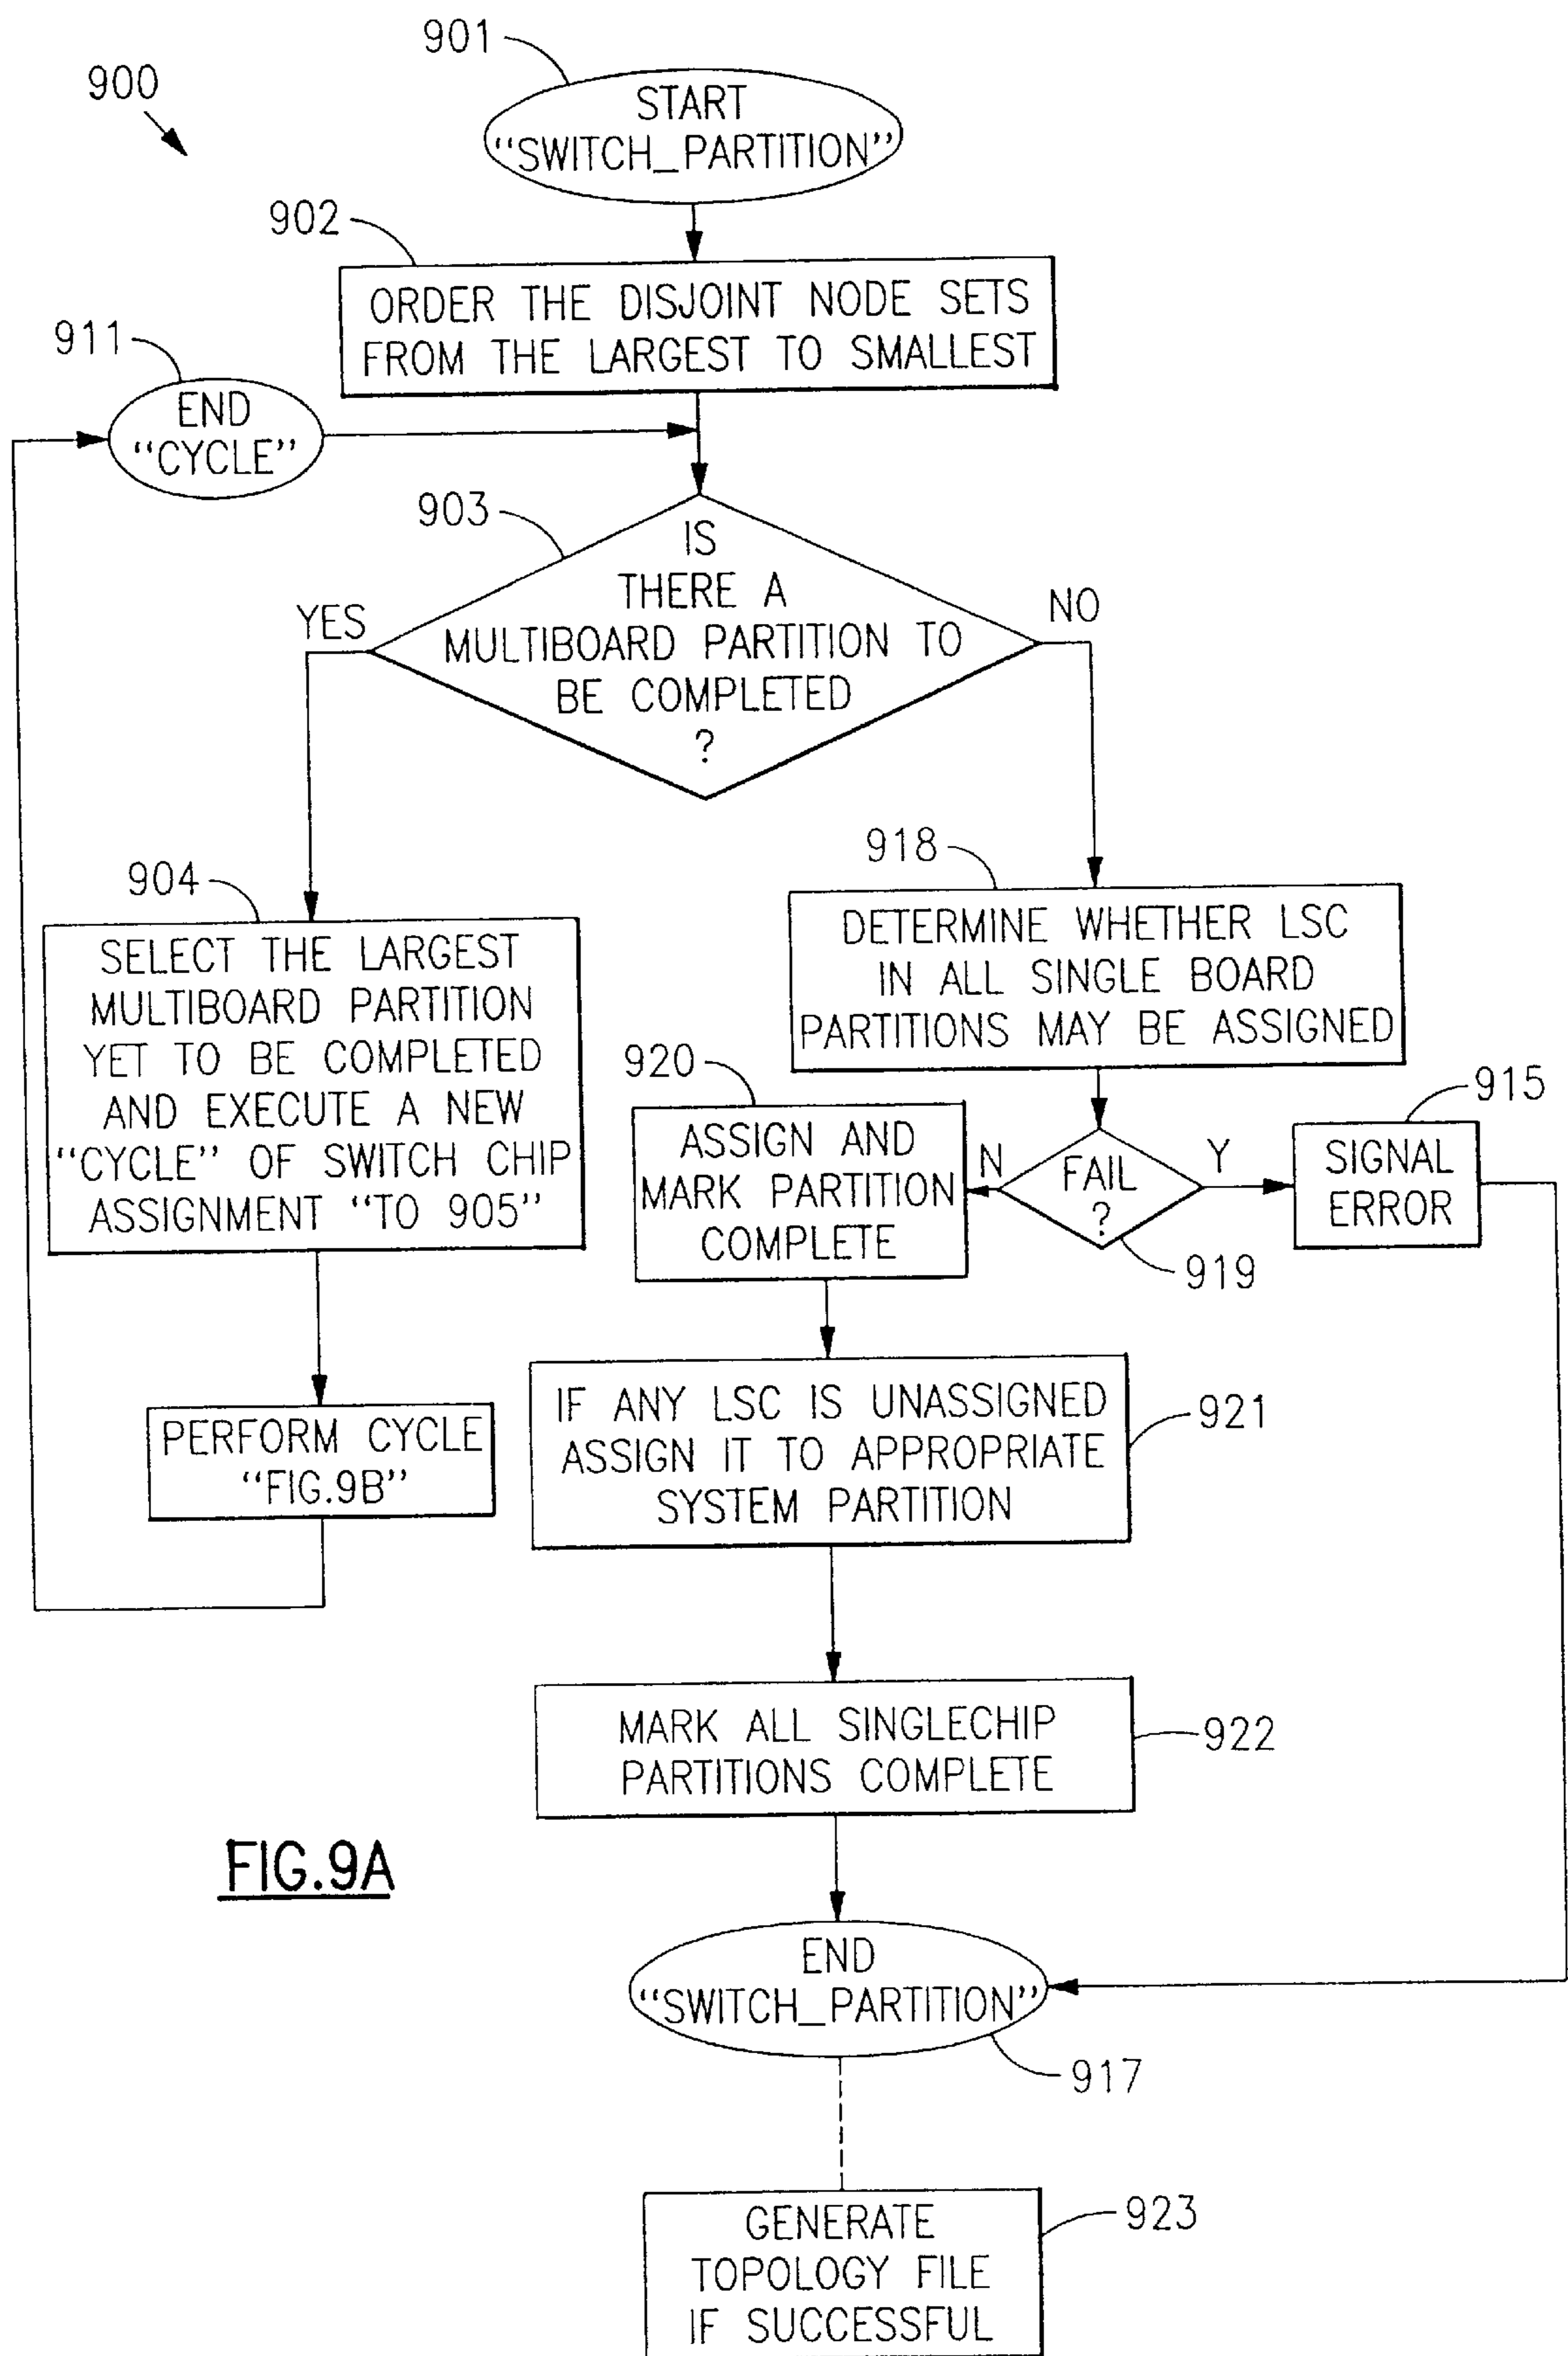 901
900
START
“SWITCH_PARTITION”
902
ORDER THE DISJOINT NODE SETS
FROM THE LARGEST TO SMALLEST
911
END
“CYCLE”
903
IS
THERE A
MULTIBOARD PARTITION TO
BE COMPLETED
?
YES
NO
904
SELECT THE LARGEST
MULTIBOARD PARTITION
YET TO BE COMPLETED
AND EXECUTE A NEW
“CYCLE” OF SWITCH CHIP
ASSIGNMENT “TO 905”
PERFORM CYCLE
“FIG.9B”
918
DETERMINE WHETHER LSC
IN ALL SINGLE BOARD
PARTITIONS MAY BE ASSIGNED
920
ASSIGN AND
MARK PARTITION
COMPLETE
N
FAIL
?
Y
919
915
SIGNAL
ERROR
IF ANY LSC IS UNASSIGNED
ASSIGN IT TO APPROPRIATE
SYSTEM PARTITION
921
MARK ALL SINGLECHIP
PARTITIONS COMPLETE
922
FIG.9A
END
“SWITCH_PARTITION”
917
GENERATE
TOPOLOGY FILE
IF SUCCESSFUL
923